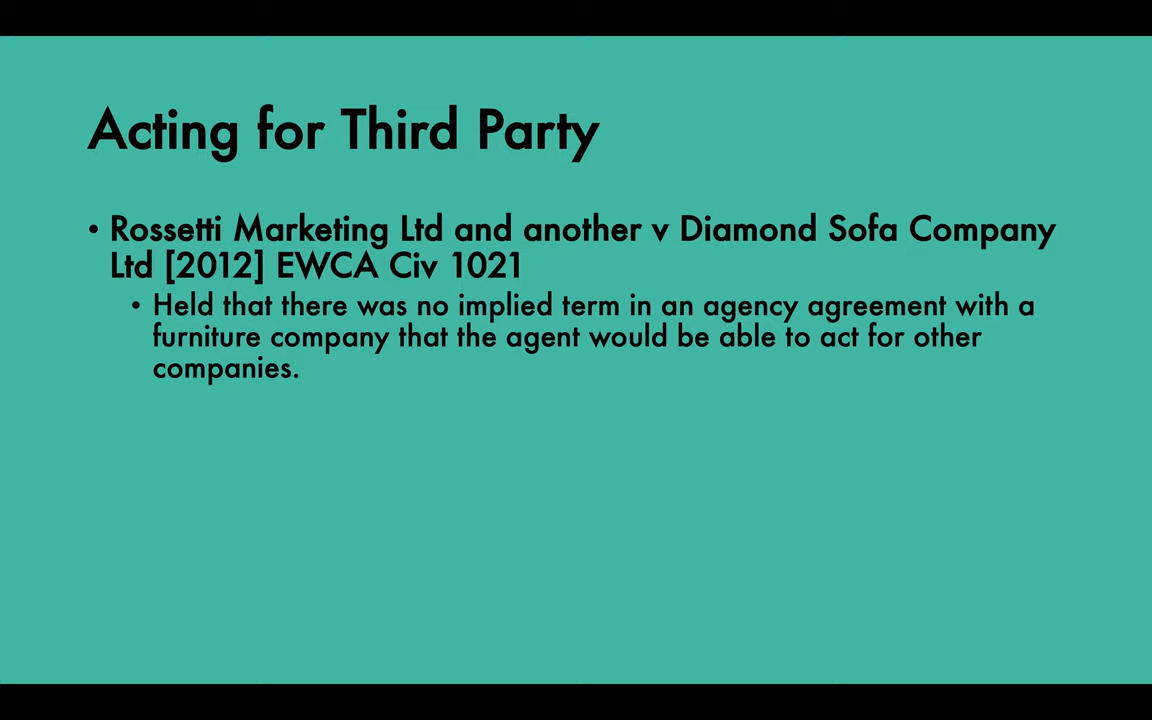 Acting for Third Party
• Rossetti Marketing Ltd and another v Diamond Sofa Company
Ltd [2012] EWCA Civ 1021
• Held that there was no implied term in an agency agreement with a
furniture company that the agent would be able to act for other
companies.